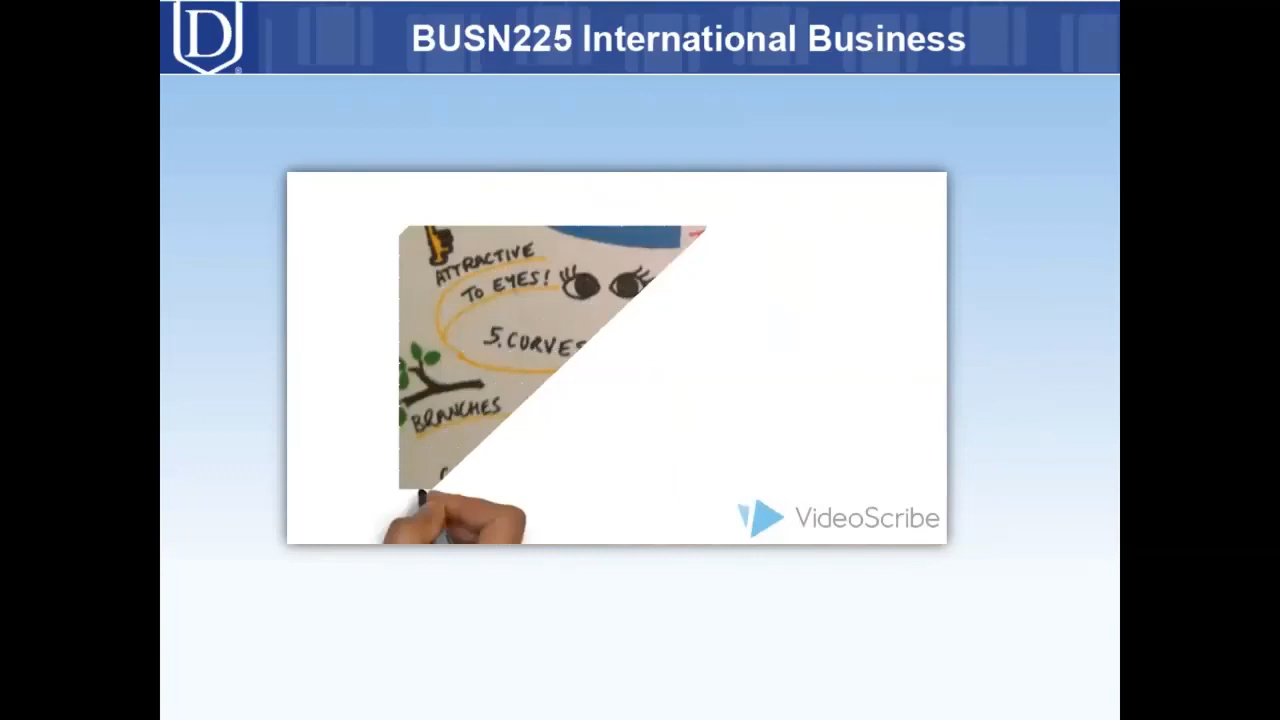 D
BUSN225 International Business
ATTRACTIVE
TO EYES!
5. CURVES
BRANCHES
VideoScribe